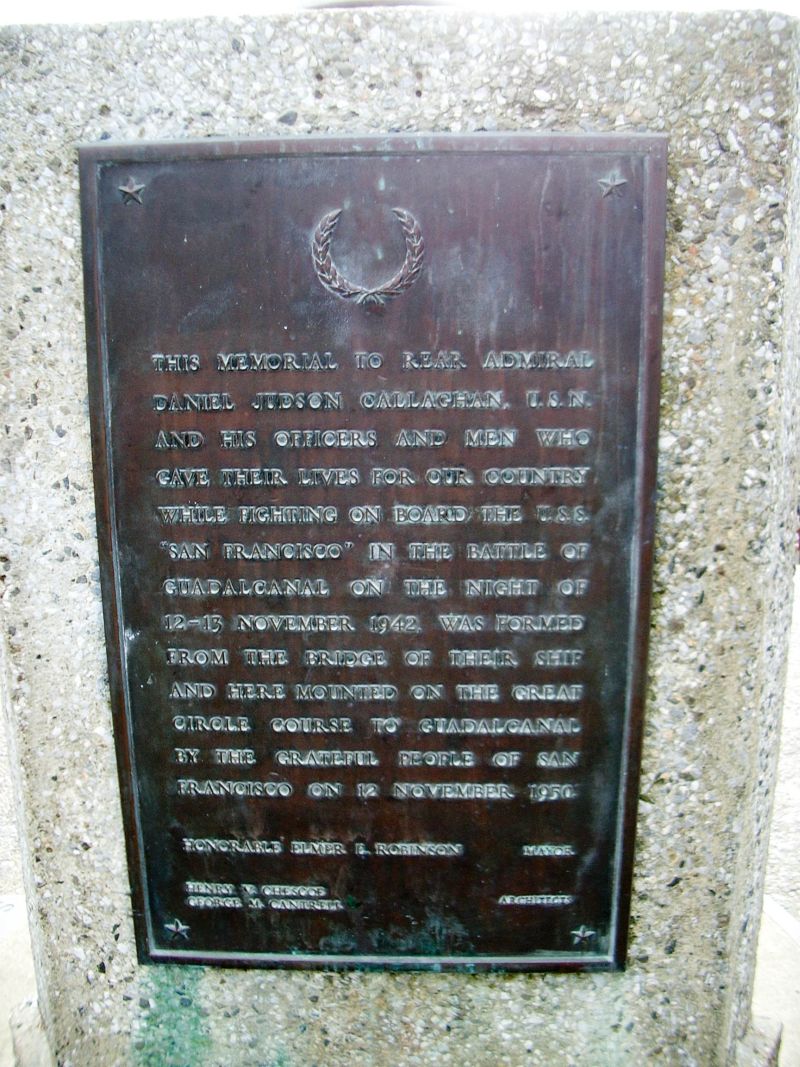 THIS MEMORIAL TO REAR ADMIRAL
DANIEL JUDSON CALLAGHAN, U.S.N.
AND HIS OFFICERS AND MEN WHO
GAVE THEIR LIVES FOR OUR COUNTRY
WHILE FIGHTING ON BOARD THE U.S.S.
"SAN FRANCISCO" IN THE BATTLE OF
GUADALCANAL ON THE NIGHT OF
12-13 NOVEMBER 1942, WAS FORMED
FROM THE BRIDGE OF THEIR SHIP
AND HERE MOUNTED ON THE GREAT
CIRCLE COURSE TO GUADALCANAL
BY THE GRATEFUL PEOPLE OF SAN
FRANCISCO ON 12 NOVEMBER 1950.
HONORABLE ELMER E. ROBINSON MAYOR
HENRY
GEORGE M. CANTRELL ARCHITECTS